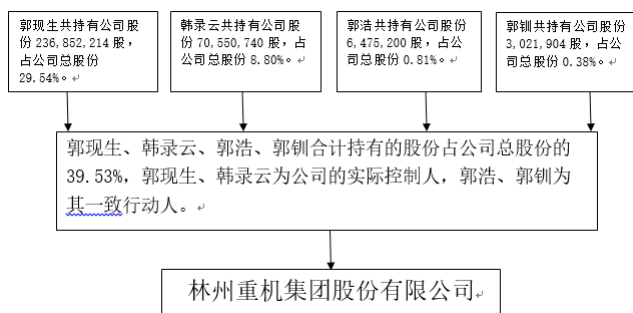 郭现生共持有公司股
份 236,852,214 股，
占公司总股份
29.54%。
韩录云共持有公司股
份 70,550,740 股，占
公司总股份 8.80%。
郭浩共持有公司股份
6,475,200 股，占公
司总股份 0.81%。
郭钏共持有公司股份
3,021,904 股，占公
司总股份 0.38%。
郭现生、韩录云、郭浩、郭钏合计持有的股份占公司总股份的
39.53%，郭现生、韩录云为公司的实际控制人，郭浩、郭钏为
其一致行动人。
林州重机集团股份有限公司